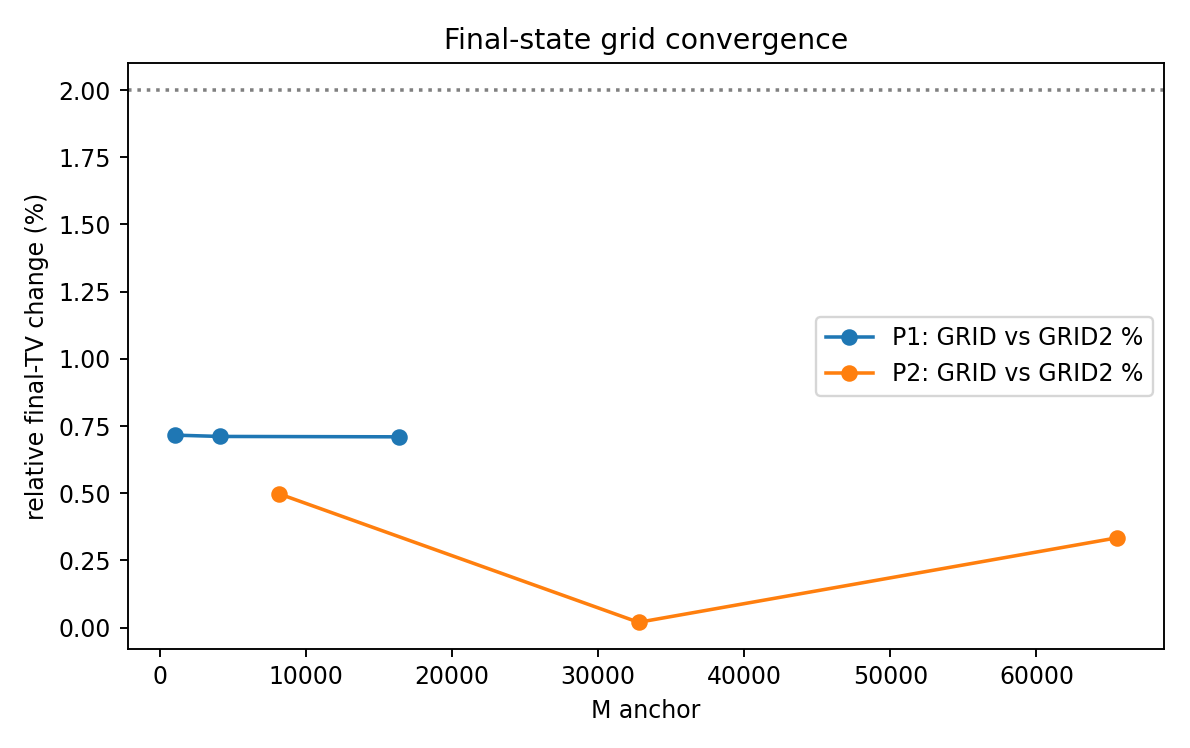 Final-state grid convergence
relative final-TV change (%)
2.00
1.75
1.50
1.25
1.00
0.75
0.50
0.25
0.00
P1: GRID vs GRID2 %
P2: GRID vs GRID2 %
0 10000 20000 30000 40000 50000 60000
M anchor